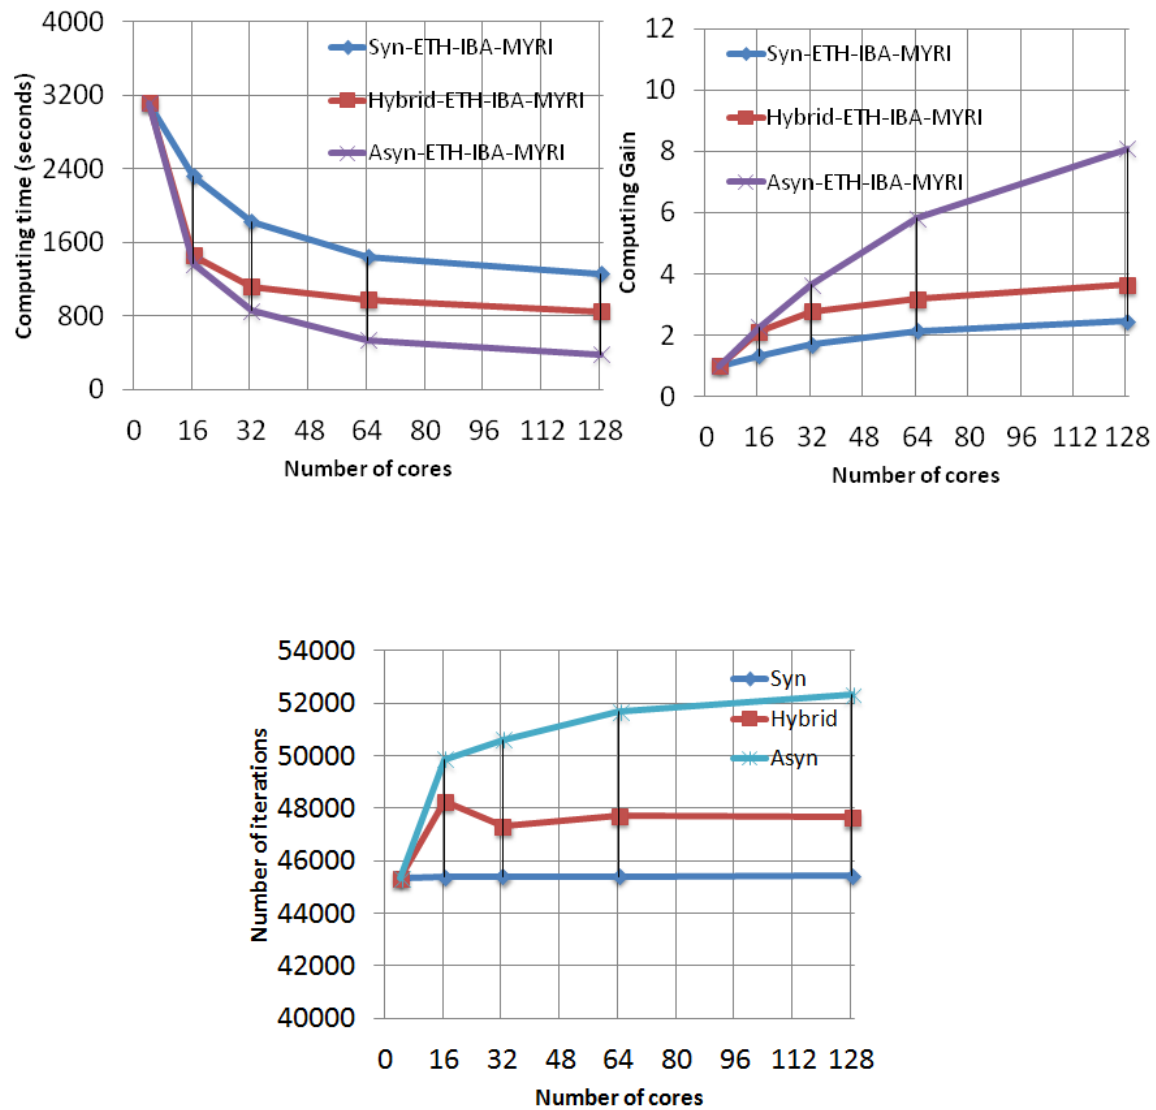 4000
3200
2400
1600
800
0
Computing time (seconds)
Syn-ETH-IBA-MYRI
Hybrid-ETH-IBA-MYRI
Asyn-ETH-IBA-MYRI
0 16 32 48 64 80 96 112 128
Number of cores
12
10
8
6
4
2
0
Computing Gain
Syn-ETH-IBA-MYRI
Hybrid-ETH-IBA-MYRI
Asyn-ETH-IBA-MYRI
0 16 32 48 64 80 96 112 128
Number of cores
54000
52000
50000
48000
46000
44000
42000
40000
Number of iterations
Syn
Hybrid
Asyn
0 16 32 48 64 80 96 112 128
Number of cores